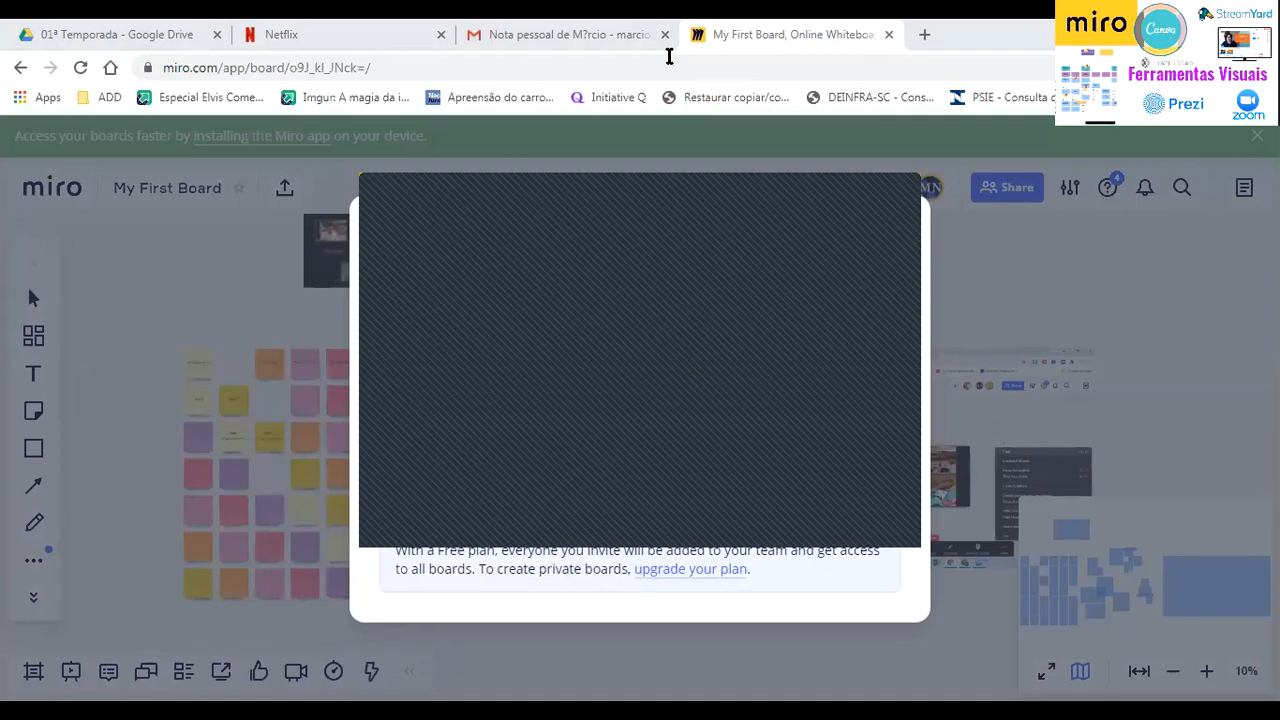 miro
Canva
StreamYard
Ferramentas Visuais
Prezi
zoom
01ª Temporada - Google Drive
Netflix
Nota pessoal de M?rcio - marcio
My First Board, Online Whiteboa
miro.com/app/board/o9J_kl_JNck=/
Apps
ADD
Especial ENEM Come...
Imgur: A
Apreensão do carro
Initiative Q
Restaurar copiar/co...
DEINFRA-SC - Cons...
PSIE - Consulta
Access your boards faster by installing the Miro app on your device.
miro
My First Board
MN
Share
4
With a Free plan, everyone you invite will be added to your team and get access
to all boards. To create private boards, upgrade your plan.
10%